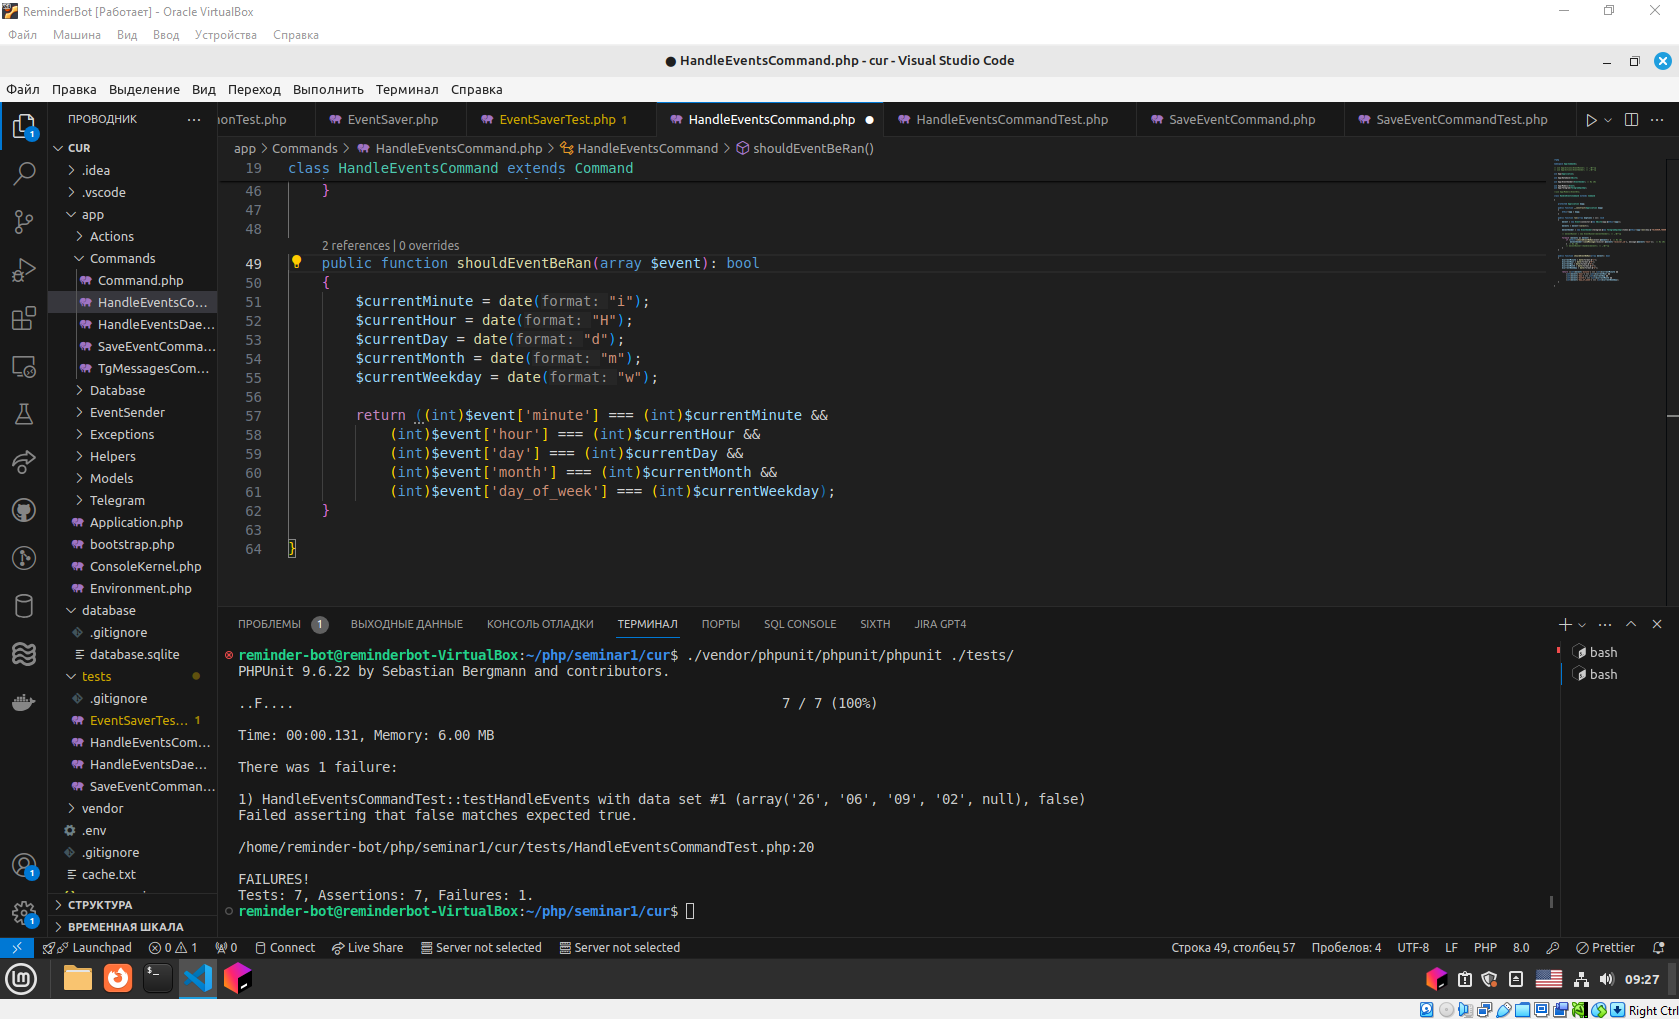 ReminderBot [Работает] - Oracle VirtualBox
Файл Машина Вид Ввод Устройства Справка
● HandleEventsCommand.php - cur - Visual Studio Code
Файл Правка Выделение Вид Переход Выполнить Терминал Справка
ПРОВОДНИК
onTest.php EventSaver.php EventSaverTest.php 1 HandleEventsCommand.php HandleEventsCommandTest.php SaveEventCommand.php SaveEventCommandTest.php
app > Commands > HandleEventsCommand.php > HandleEventsCommand > shouldEventBeRan()
CUR
.idea
.vscode
app
Actions
Commands
Command.php
HandleEventsCo...
HandleEventsDae...
SaveEventComma...
TgMessagesCom...
Database
EventSender
Exceptions
Helpers
Models
Telegram
Application.php
bootstrap.php
ConsoleKernel.php
Environment.php
database
.gitignore
database.sqlite
tests
.gitignore
EventSaverTes... 1
HandleEventsCom...
HandleEventsDae...
SaveEventComman...
vendor
.env
.gitignore
cache.txt
СТРУКТУРА
ВРЕМЕННАЯ ШКАЛА
19 class HandleEventsCommand extends Command
46 }
47
48
2 references | 0 overrides
49 public function shouldEventBeRan(array $event): bool
50 {
51 $currentMinute = date(format: "i");
52 $currentHour = date(format: "H");
53 $currentDay = date(format: "d");
54 $currentMonth = date(format: "m");
55 $currentWeekday = date(format: "w");
56
57 return ((int)$event['minute'] === (int)$currentMinute &&
58 (int)$event['hour'] === (int)$currentHour &&
59 (int)$event['day'] === (int)$currentDay &&
60 (int)$event['month'] === (int)$currentMonth &&
61 (int)$event['day_of_week'] === (int)$currentWeekday);
62 }
63
64 }
ПРОБЛЕМЫ 1 ВЫХОДНЫЕ ДАННЫЕ КОНСОЛЬ ОТЛАДКИ ТЕРМИНАЛ ПОРТЫ SQL CONSOLE SIXTH JIRA GPT4
reminder-bot@reminderbot-VirtualBox:~/php/seminar1/cur$ ./vendor/phpunit/phpunit/phpunit ./tests/
PHPUnit 9.6.22 by Sebastian Bergmann and contributors.
..F.... 7 / 7 (100%)
Time: 00:00.131, Memory: 6.00 MB
There was 1 failure:
1) HandleEventsCommandTest::testHandleEvents with data set #1 (array('26', '06', '09', '02', null), false)
Failed asserting that false matches expected true.
/home/reminder-bot/php/seminar1/cur/tests/HandleEventsCommandTest.php:20
FAILURES!
Tests: 7, Assertions: 7, Failures: 1.
reminder-bot@reminderbot-VirtualBox:~/php/seminar1/cur$
bash
bash
Launchpad 0 1 0 Connect Live Share Server not selected Server not selected Строка 49, столбец 57 Пробелов: 4 UTF-8 LF PHP 8.0 Prettier
09:27
Right Ctrl